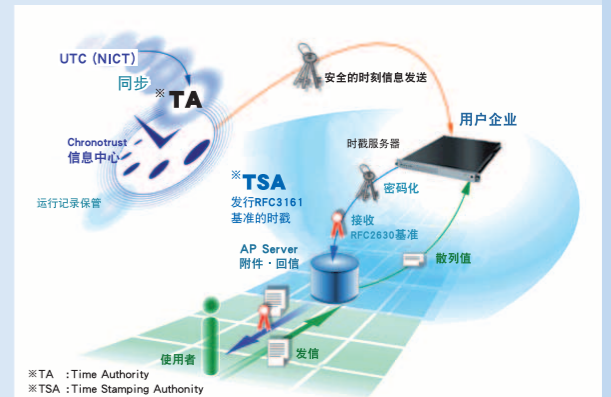 UTC (NICT)
同步
※TA
Chronotrust
信息中心
运行记录保管
安全的时刻信息发送
用户企业
时戳服务器
密码化
※TSA
发行RFC3161
基准的时戳
接收
RFC2630基准
AP Server
附件・回信
散列值
使用者
发信
※TA :Time Authority
※TSA :Time Stamping Authonity